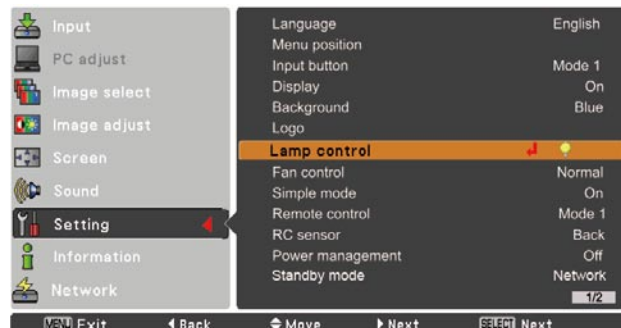 Input
PC adjust
Image select
Image adjust
Screen
Sound
Setting
Information
Network
Language English
Menu position
Input button Mode 1
Display On
Background Blue
Logo
Lamp control
Fan control Normal
Simple mode On
Remote control Mode 1
RC sensor Back
Power management Off
Standby mode Network
1/2
MENU Exit Back Move Next SELECT Next